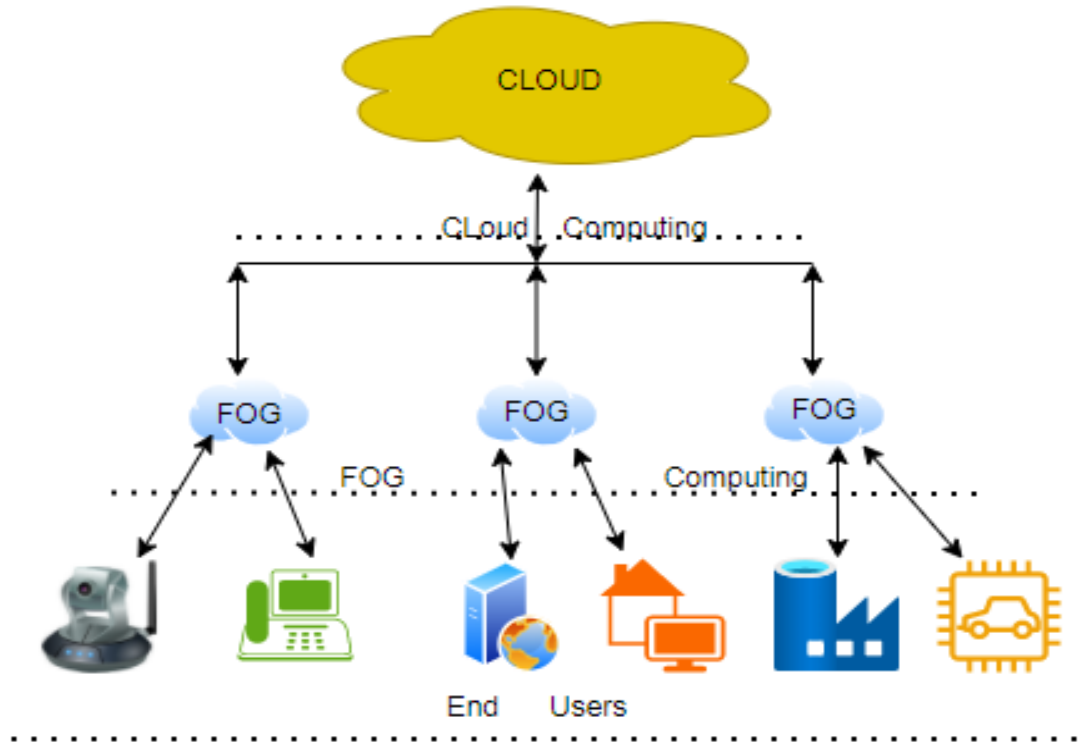 CLOUD
CLoud Computing
FOG FOG FOG
FOG Computing
End Users